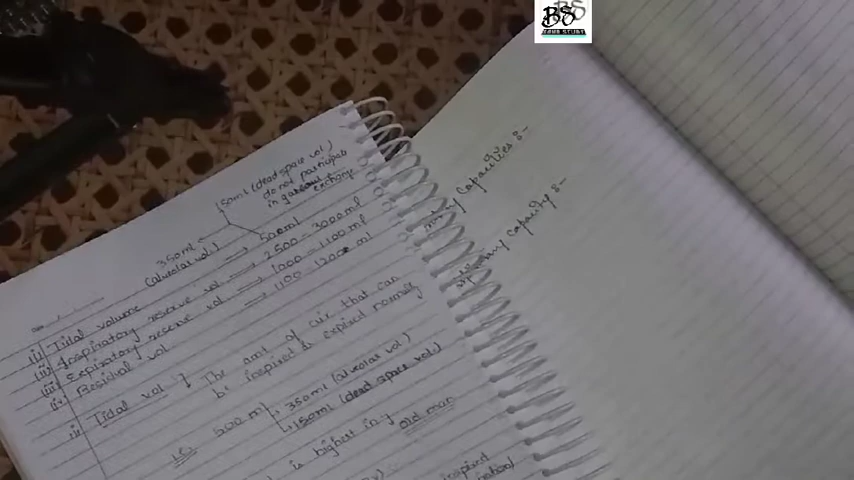 BS
150ml (dead space vol)
do not participate
in gaseous
exchange
350ml
(alveolar vol.)
(i) Tidal volume → 500ml
(ii) Inspiratory reserve vol → 2500 - 3000 ml
(iii) Expiratory reserve vol → 1000 - 1100 ml
(iv) Residual vol → 1100 - 1200 ml
Tidal vol → The amt of air that can
be inspired & expired normally
500 ml
350ml (alveolar vol)
150ml (dead space vol)
is highest in
old man
Capacities :-
capacity :-